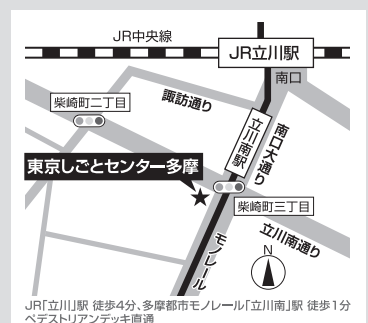 JR中央線
JR立川駅
南口
諏訪通り
柴崎町二丁目
立川南駅
南口大通り
東京しごとセンター多摩
柴崎町三丁目
立川南通り
モノレール
N
JR「立川」駅 徒歩4分、多摩都市モノレール「立川南」駅 徒歩1分
ペデストリアンデッキ直通